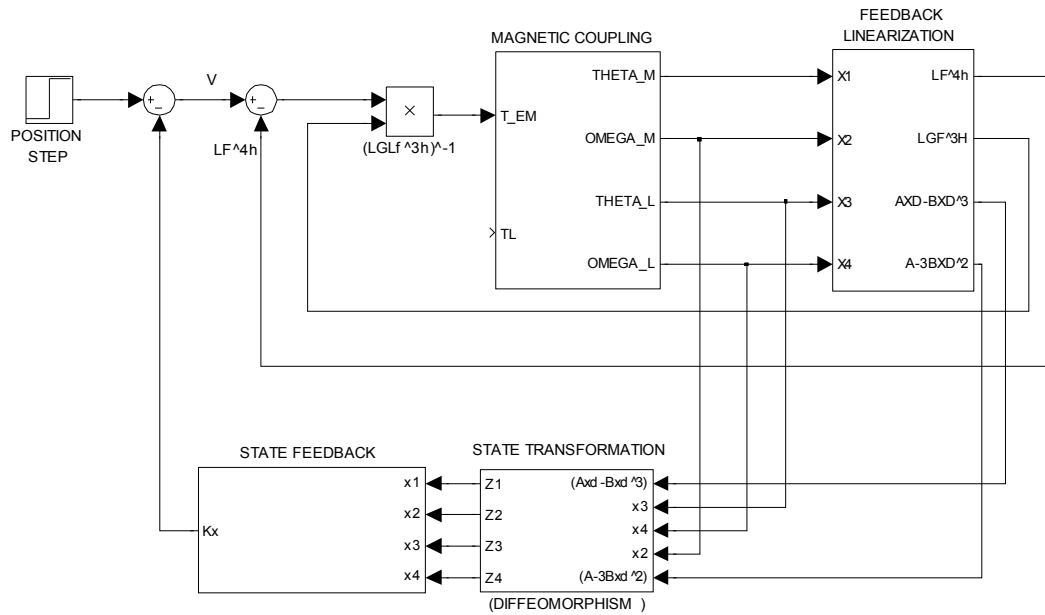 FEEDBACK
LINEARIZATION
MAGNETIC COUPLING
THETA_M
X1
LF^4h
V
+
_
+
_
×
T_EM
POSITION
STEP
LF^4h
(LGLf ^3h)^-1
OMEGA_M
X2
LGF^3H
THETA_L
X3
AXD-BXD^3
TL
OMEGA_L
X4
A-3BXD^2
STATE FEEDBACK
STATE TRANSFORMATION
x1
Z1
(Axd -Bxd ^3)
x3
x2
Z2
x4
Kx
x3
Z3
x2
x4
Z4
(A-3Bxd ^2)
(DIFFEOMORPHISM )